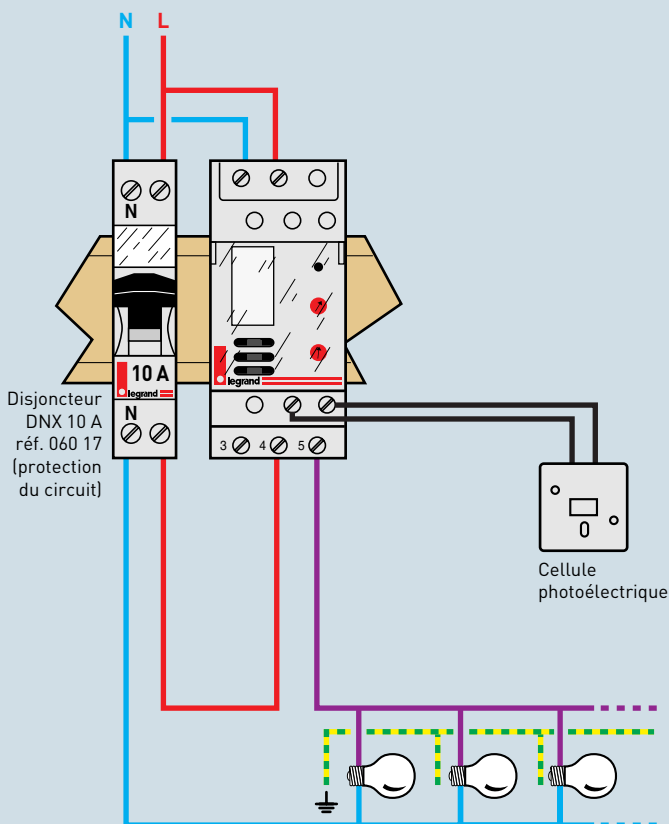 N L
N
10 A
legrand
N
legrand
3 4 5
Disjoncteur
DNX 10 A
réf. 060 17
(protection
du circuit)
Cellule
photoélectrique